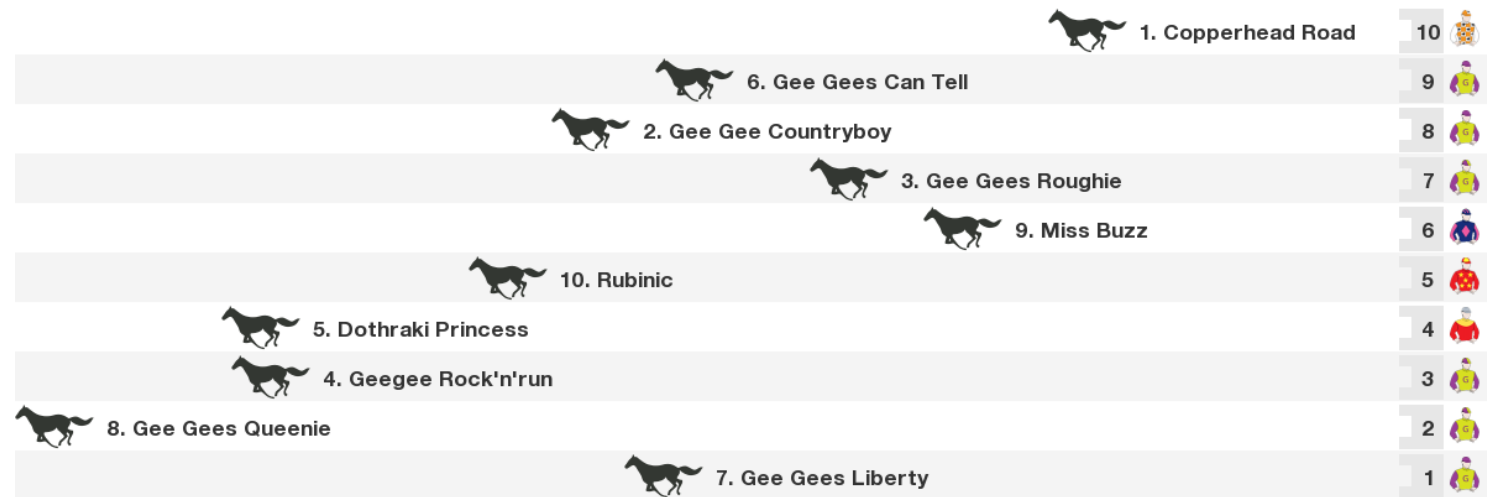 1. Copperhead Road 10
6. Gee Gees Can Tell 9 G
2. Gee Gee Countryboy 8 G
3. Gee Gees Roughie 7 G
9. Miss Buzz 6
10. Rubinic 5
5. Dothraki Princess 4
4. Geegee Rock'n'run 3 G
8. Gee Gees Queenie 2 G
7. Gee Gees Liberty 1 G